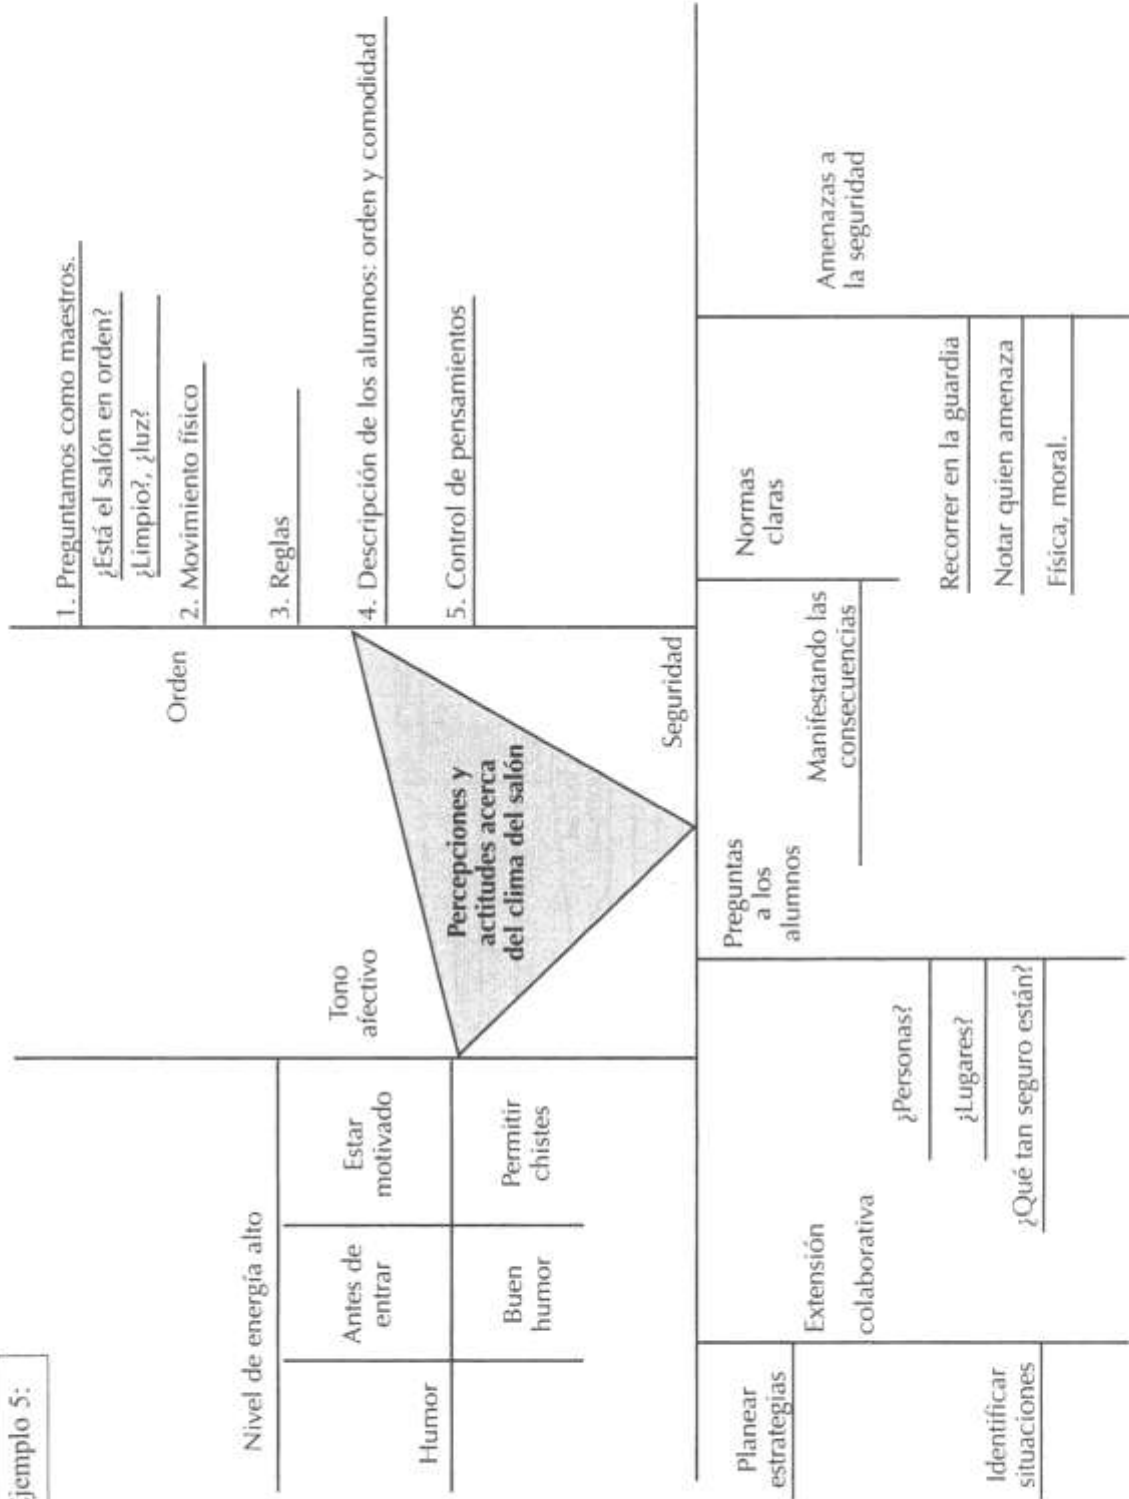 jemplo 5:
Nivel de energía alto
Antes de
entrar
Estar
motivado
Humor
Buen
humor
Permitir
chistes
Tono
afectivo
Percepciones y
actitudes acerca
del clima del salón
Orden
1. Preguntamos como maestros.
¿Está el salón en orden?
¿Limpio?, ¿luz?
2. Movimiento físico
3. Reglas
4. Descripción de los alumnos: orden y comodidad
5. Control de pensamientos
Seguridad
Planear
estrategias
Identificar
situaciones
Extensión
colaborativa
¿Personas?
¿Lugares?
¿Qué tan seguro están?
Preguntas
a los
alumnos
Manifestando las
consecuencias
Normas
claras
Recorrer en la guardia
Notar quien amenaza
Física, moral.
Amenazas a
la seguridad